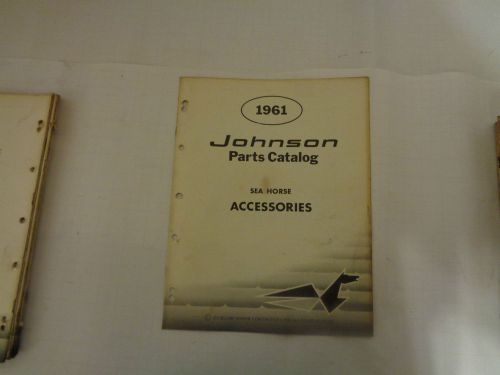 1961
Johnson
Parts Catalog
SEA HORSE
ACCESSORIES